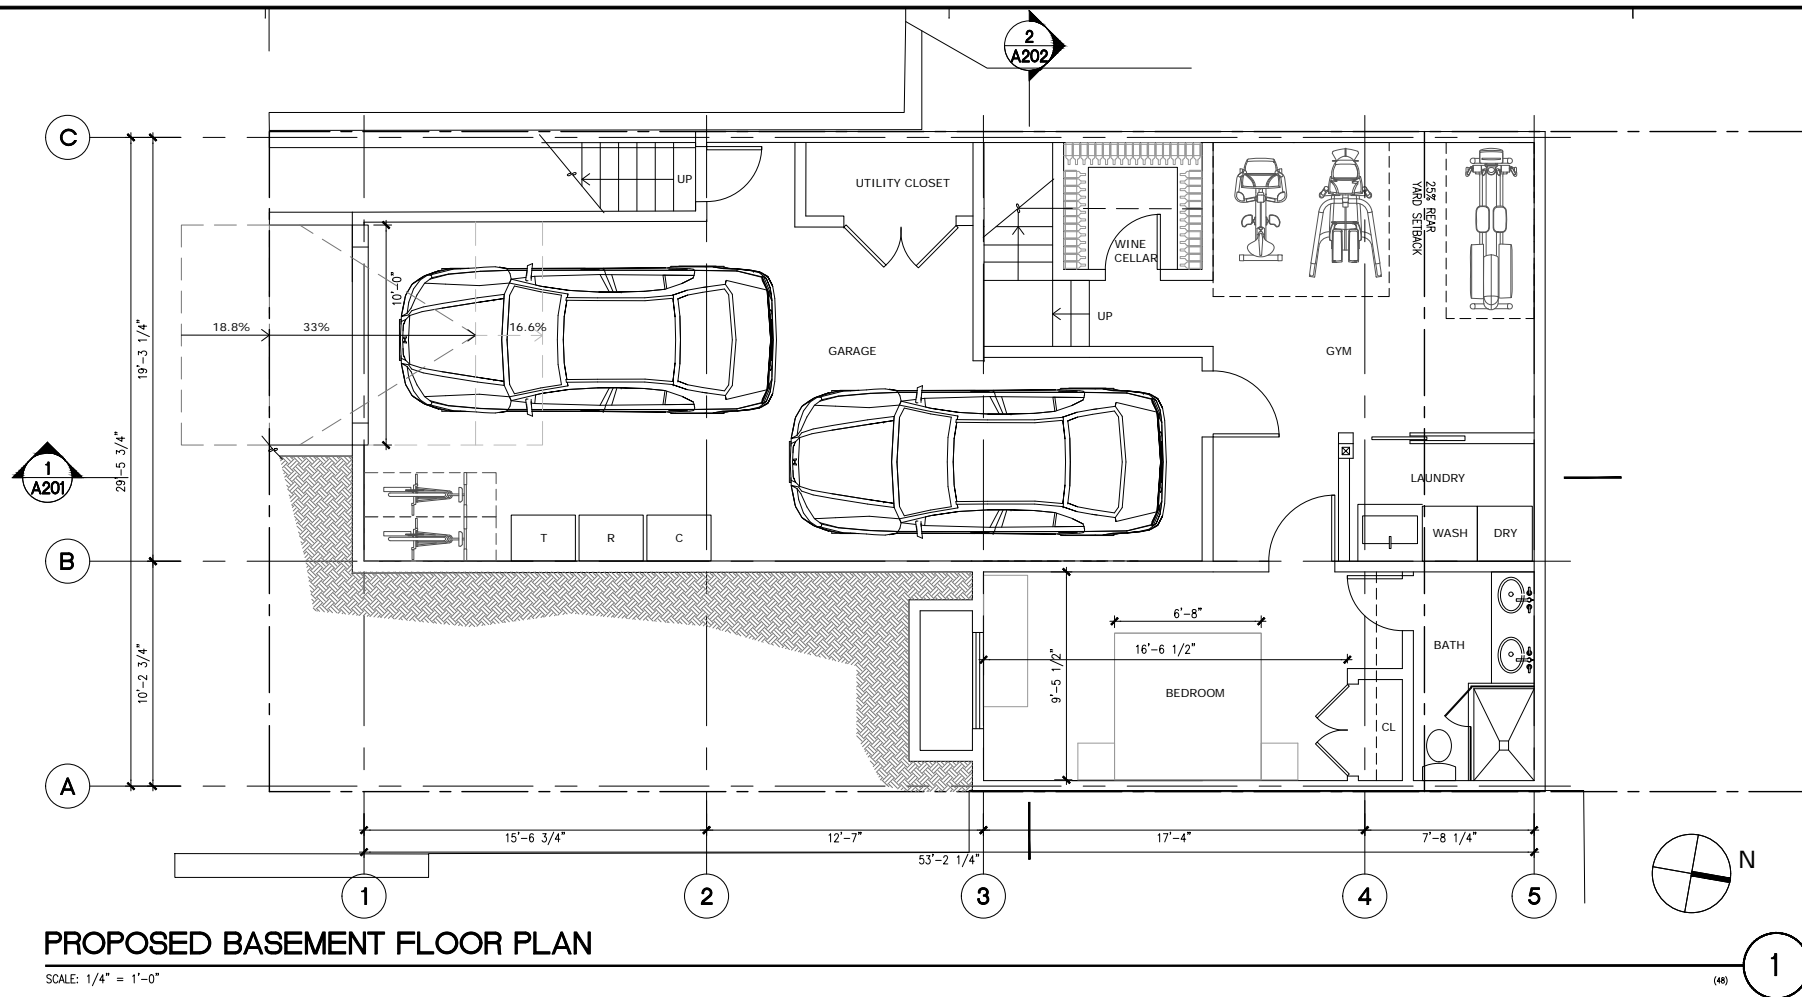 2
A202
C
UP
UTILITY CLOSET
25% REAR
YARD SETBACK
WINE
CELLAR
10'-0"
18.8%
33%
16.6%
UP
19'-3 1/4"
GARAGE
GYM
1
A201
29'-5 3/4"
LAUNDRY
T
R
C
WASH
DRY
B
6'-8"
16'-6 1/2"
9'-5 1/2"
BATH
10'-2 3/4"
BEDROOM
CL
A
15'-6 3/4"
12'-7"
17'-4"
7'-8 1/4"
53'-2 1/4"
N
1
2
3
4
5
PROPOSED BASEMENT FLOOR PLAN
SCALE: 1/4" = 1'-0"
(48)
1